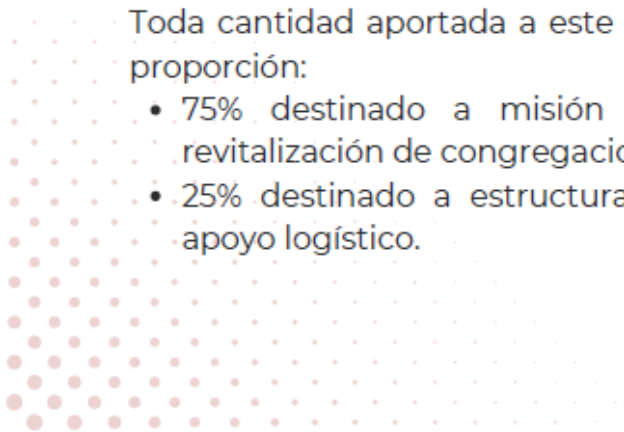 Toda cantidad aportada a este
proporción:
• 75% destinado a misión
revitalización de congregacio
• 25% destinado a estructura
apoyo logístico.